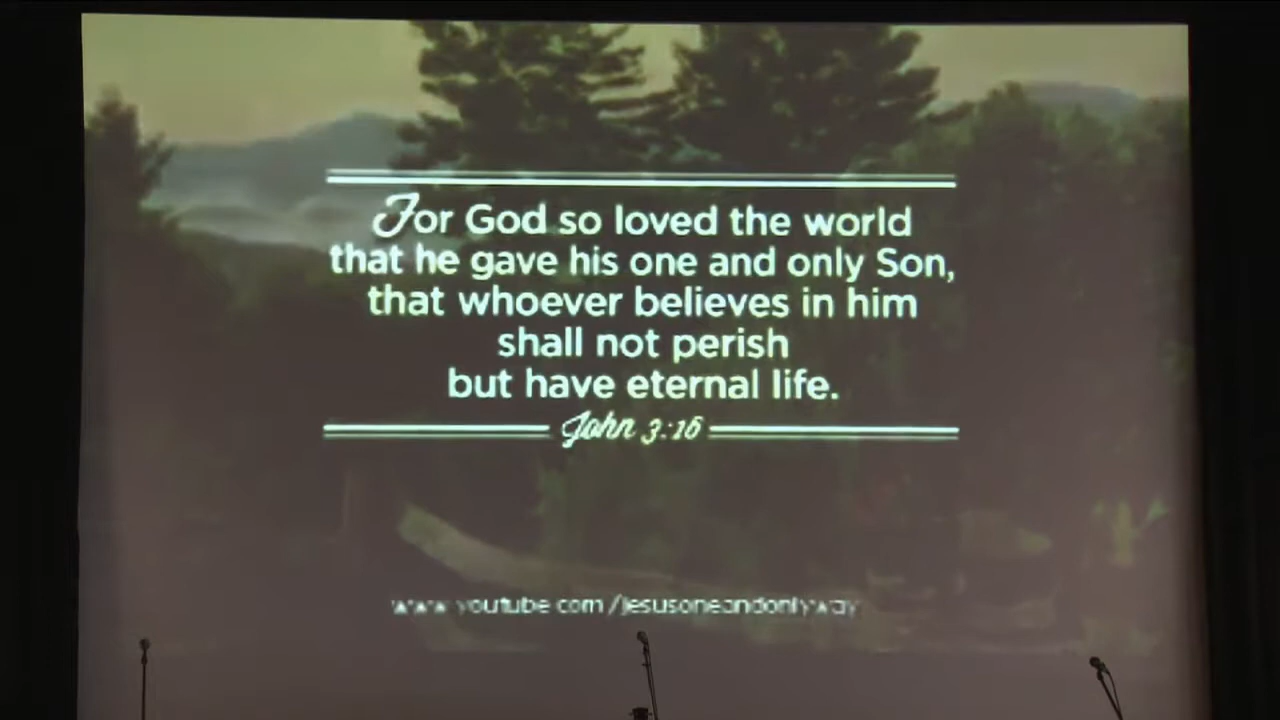 For God so loved the world
that he gave his one and only Son,
that whoever believes in him
shall not perish
but have eternal life.
John 3:16
www.youtube.com/jesusoneandonlyway